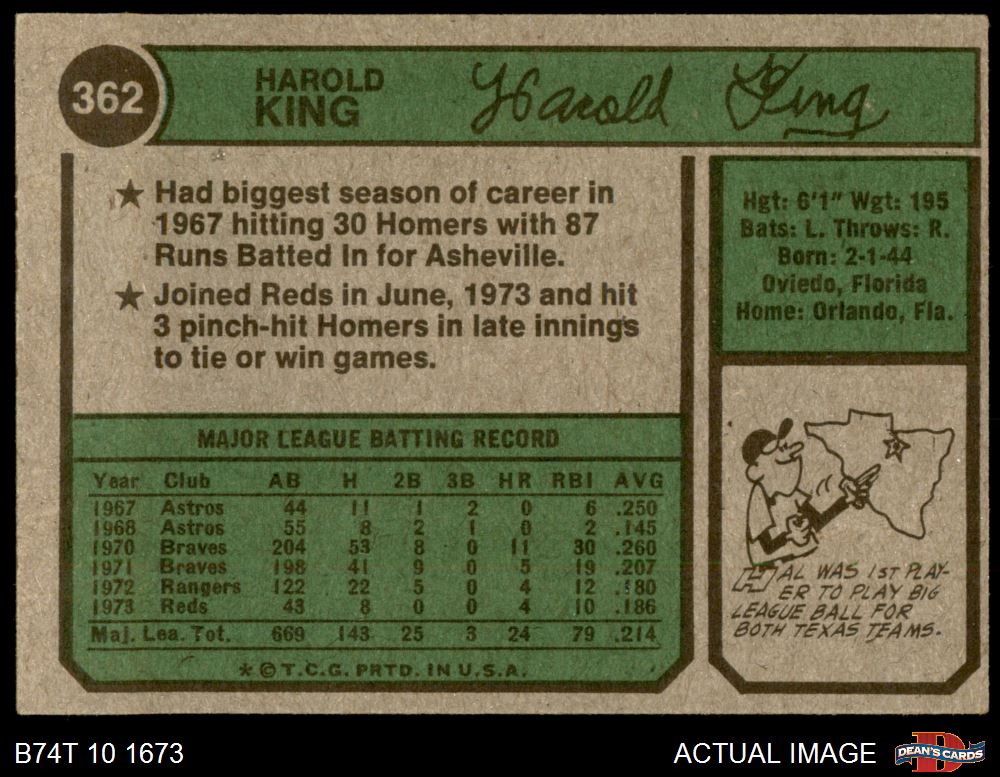 362
HAROLD
KING
Harold King
★ Had biggest season of career in
1967 hitting 30 Homers with 87
Runs Batted In for Asheville.
★ Joined Reds in June, 1973 and hit
3 pinch-hit Homers in late innings
to tie or win games.
Hgt: 6'1" Wgt: 195
Bats: L. Throws: R.
Born: 2-1-44
Oviedo, Florida
Home: Orlando, Fla.
MAJOR LEAGUE BATTING RECORD
Year Club AB H 2B 3B HR RBI AVG
1967 Astros 44 11 1 2 0 6 .250
1968 Astros 55 8 2 1 0 2 .145
1970 Braves 204 53 8 0 11 30 .260
1971 Braves 198 41 9 0 5 19 .207
1972 Rangers 122 22 5 0 4 12 .180
1973 Reds 43 8 0 0 4 10 .186
Maj. Lea. Tot. 669 143 25 3 24 79 .214
* © T.C.G. PRTD. IN U.S.A.
HAL WAS 1ST PLAY-
ER TO PLAY BIG
LEAGUE BALL FOR
BOTH TEXAS TEAMS.
B74T 10 1673
ACTUAL IMAGE
D
DEAN'S CARDS